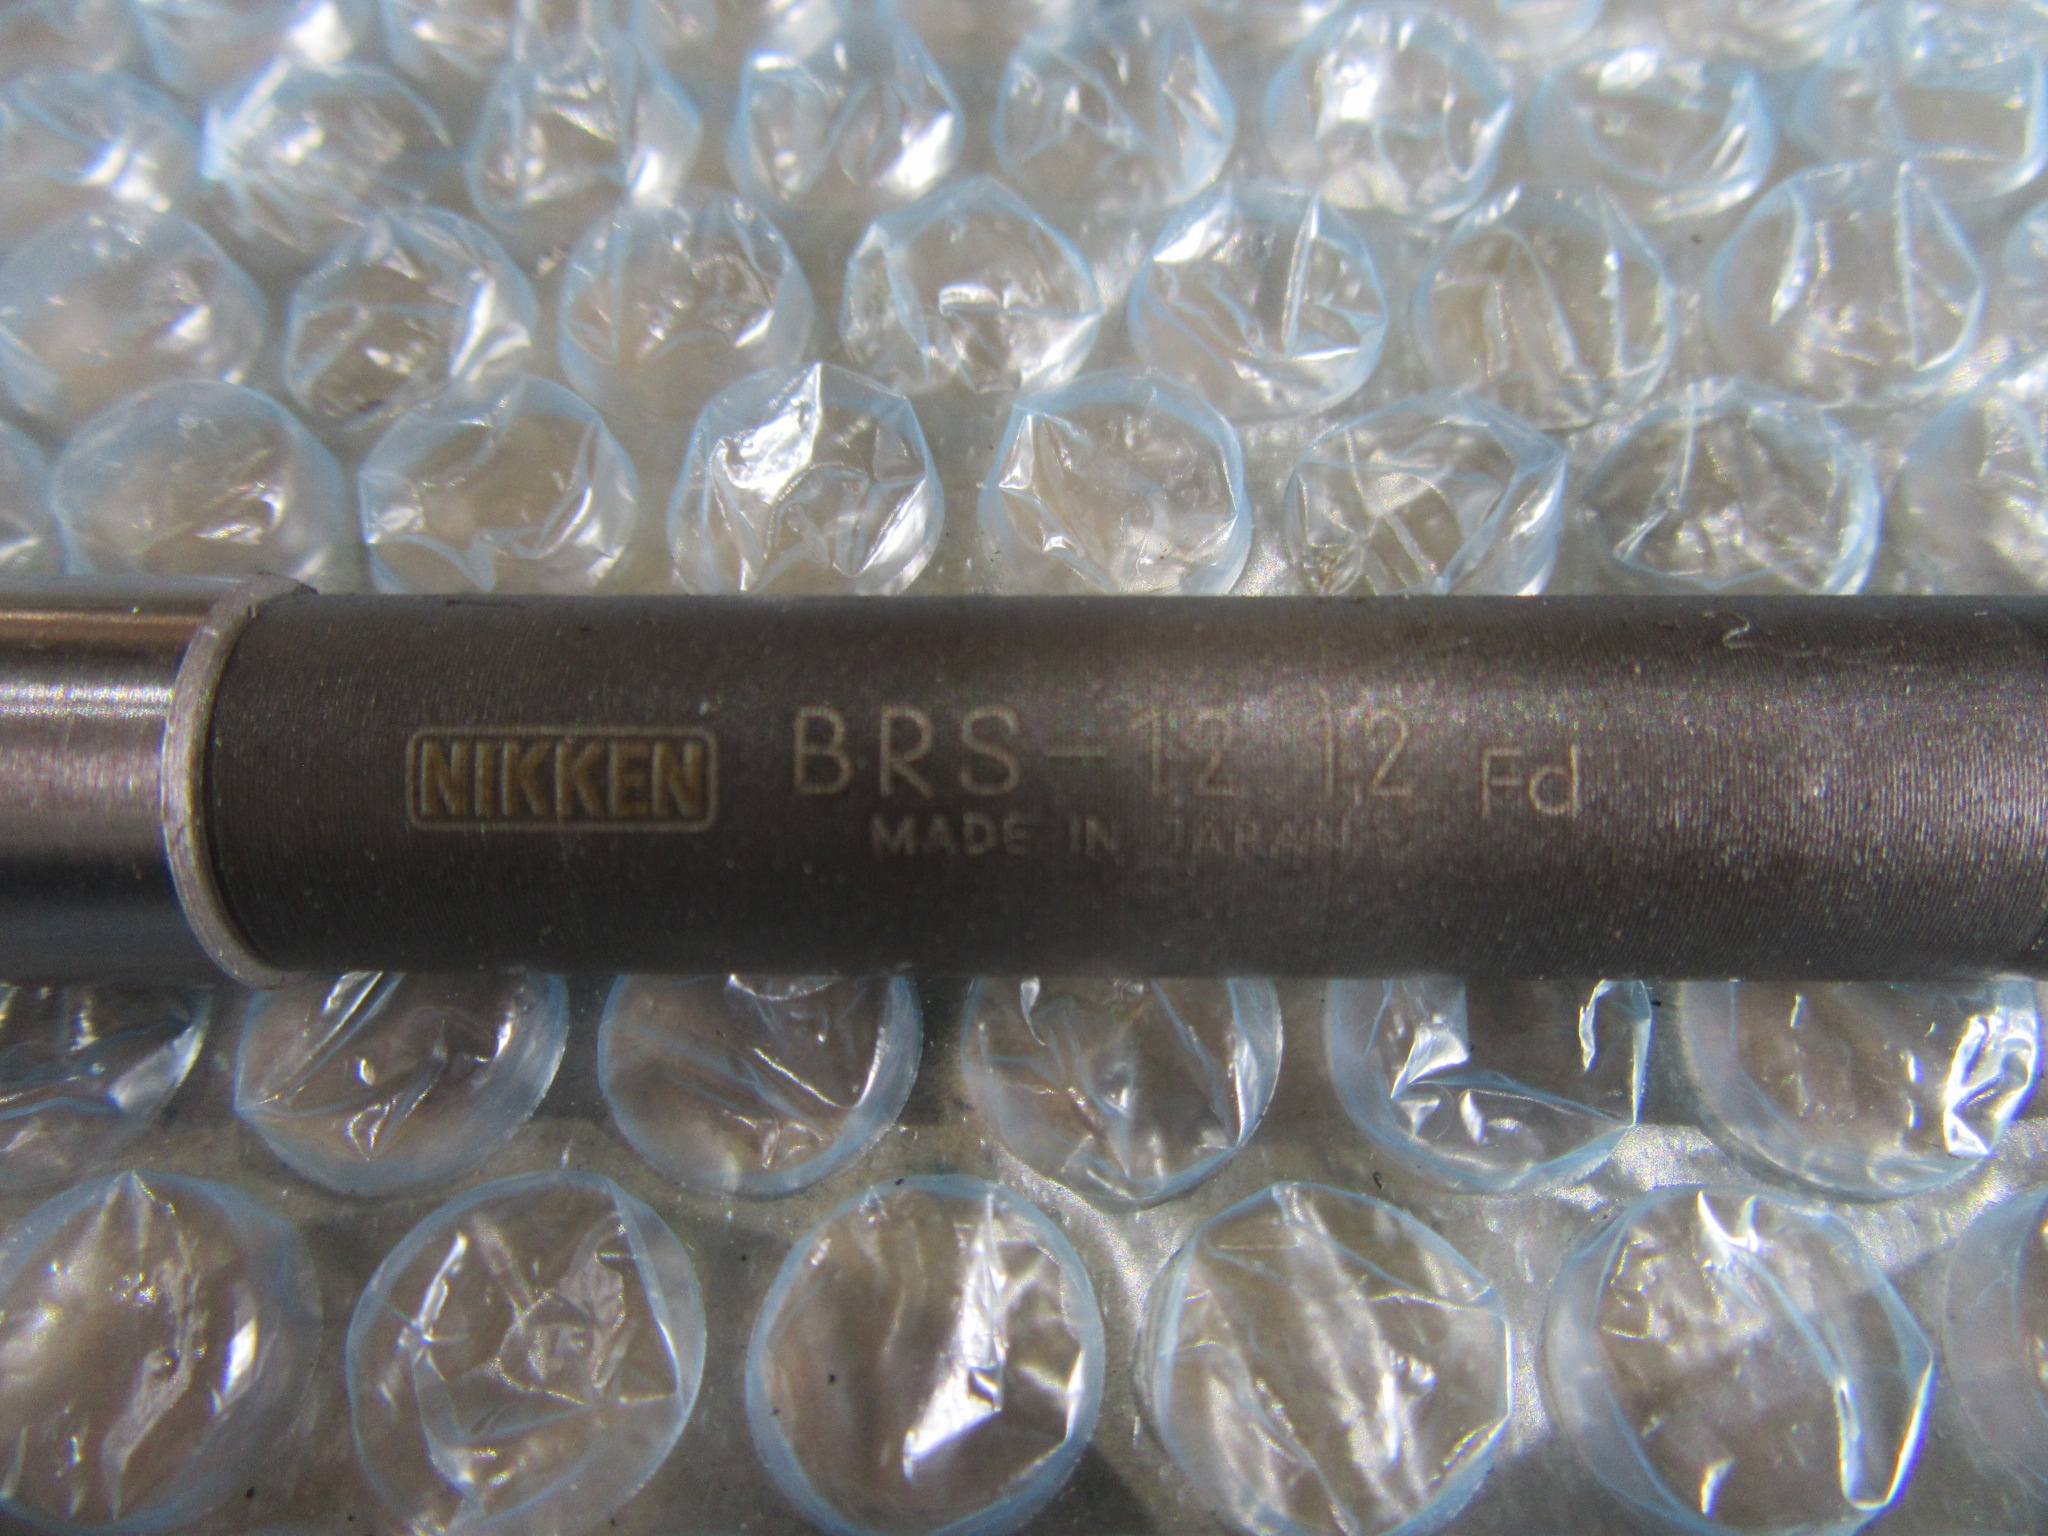 NIKKEN BRS-12 12 Fd
MADE IN JAPAN